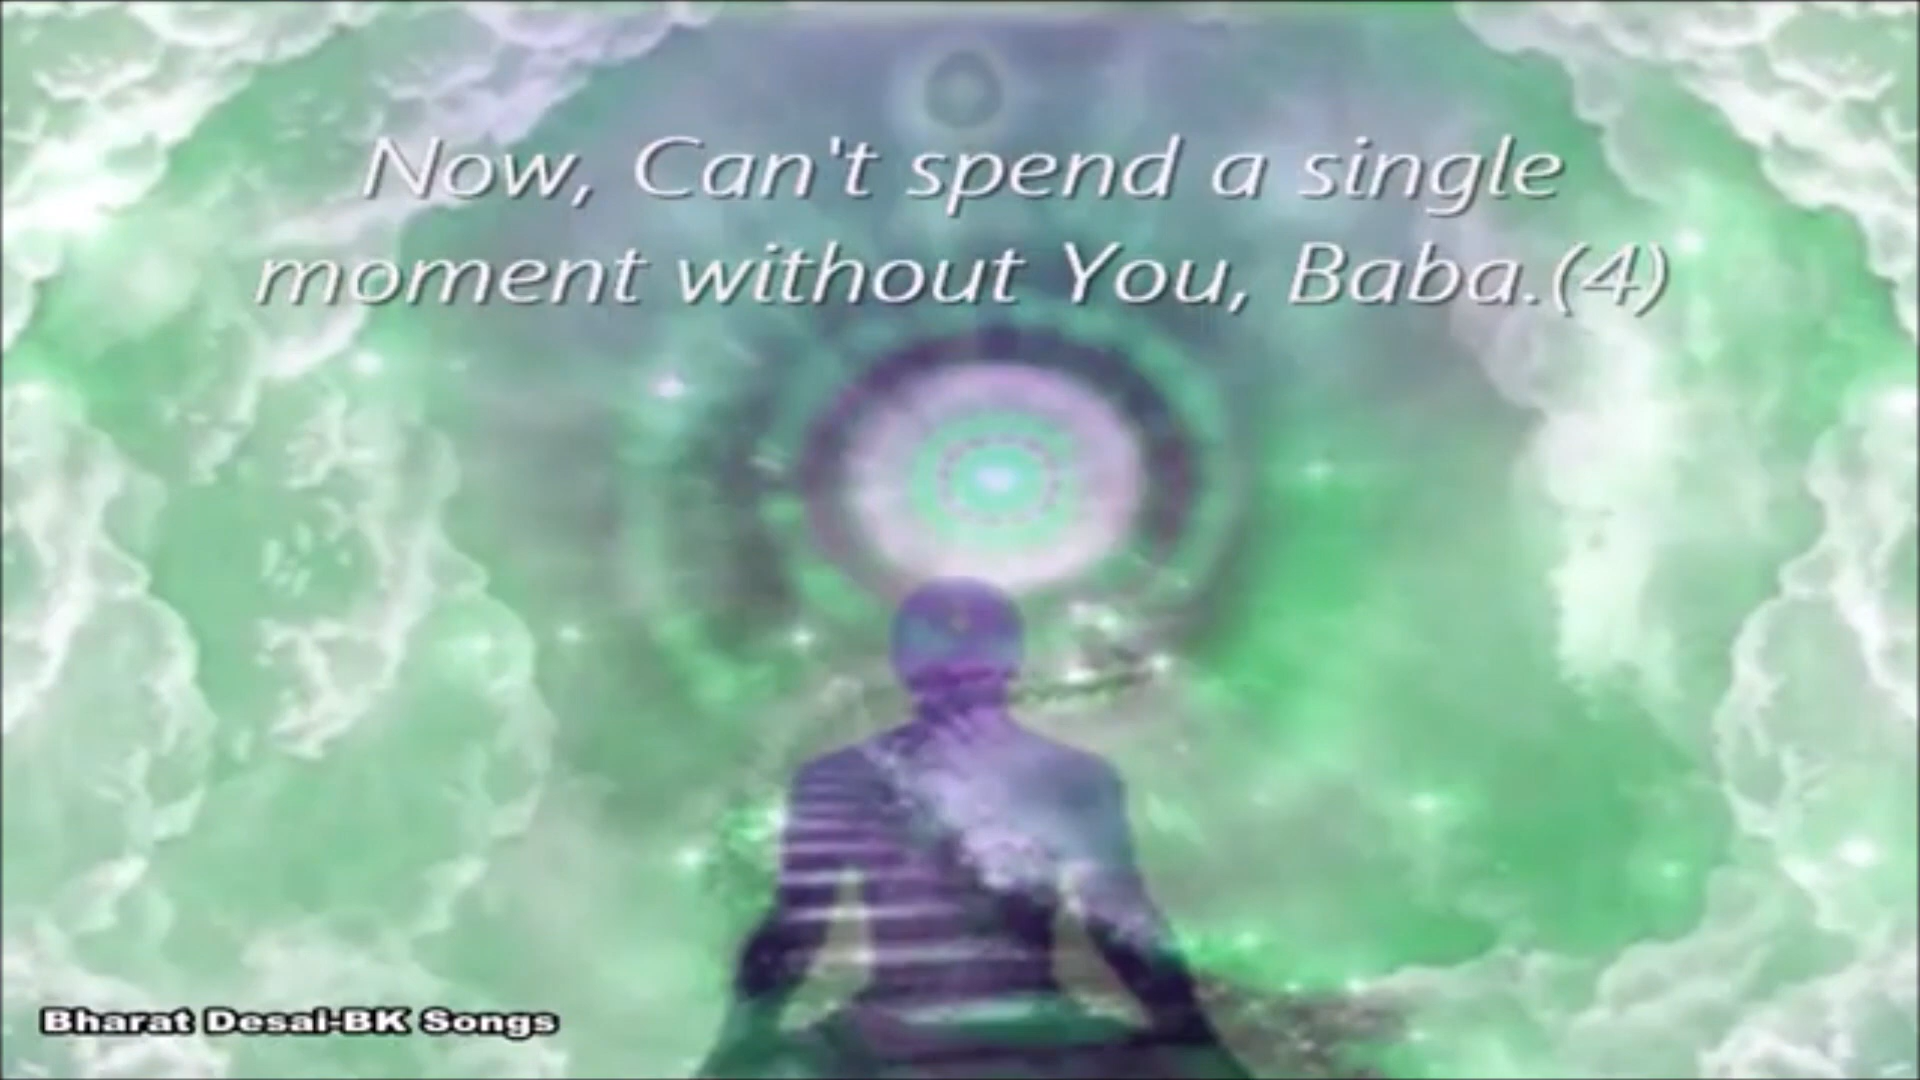 Now, Can't spend a single
moment without You, Baba.(4)
Bharat Desai-BK Songs